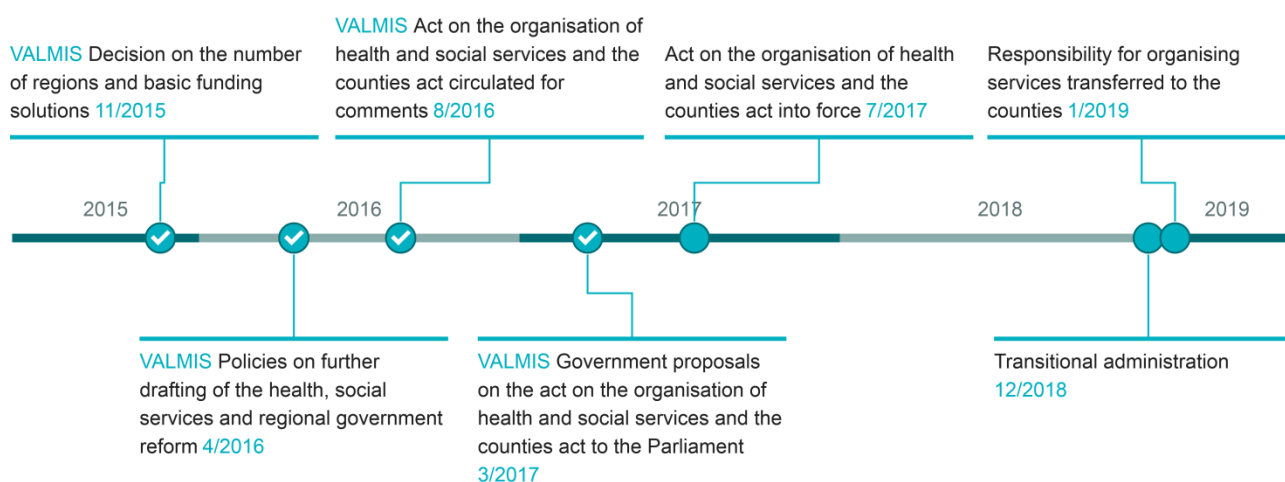 VALMIS Decision on the number
of regions and basic funding
solutions 11/2015
VALMIS Act on the organisation of
health and social services and the
counties act circulated for
comments 8/2016
Act on the organisation of health
and social services and the
counties act into force 7/2017
Responsibility for organising
services transferred to the
counties 1/2019
2015
2016
2017
2018
2019
VALMIS Policies on further
drafting of the health, social
services and regional government
reform 4/2016
VALMIS Government proposals
on the act on the organisation of
health and social services and the
counties act to the Parliament
3/2017
Transitional administration
12/2018